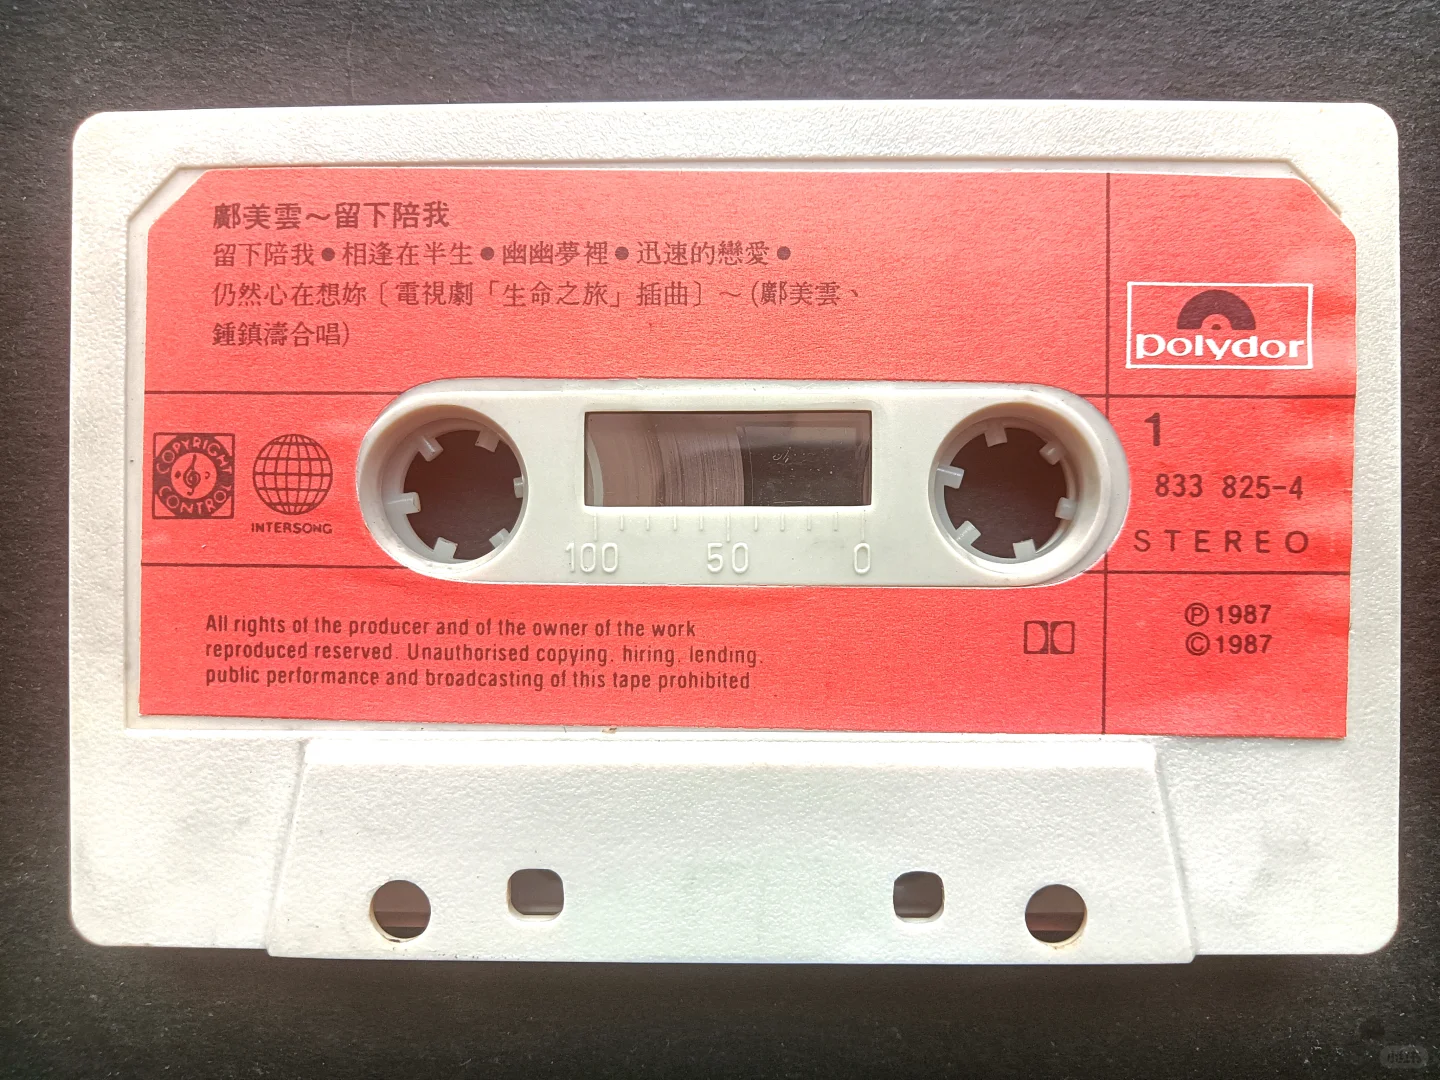 鄺美雲～留下陪我
留下陪我●相逢在半生●幽幽夢裡●迅速的戀愛●
仍然心在想妳〔電視劇「生命之旅」插曲〕～(鄺美雲、
鍾鎮濤合唱)
polydor
COPYRIGHT CONTROL
INTERSONG
1
833 825-4
STEREO
100 50 0
All rights of the producer and of the owner of the work
reproduced reserved. Unauthorised copying, hiring, lending,
public performance and broadcasting of this tape prohibited
Ⓟ1987
©1987